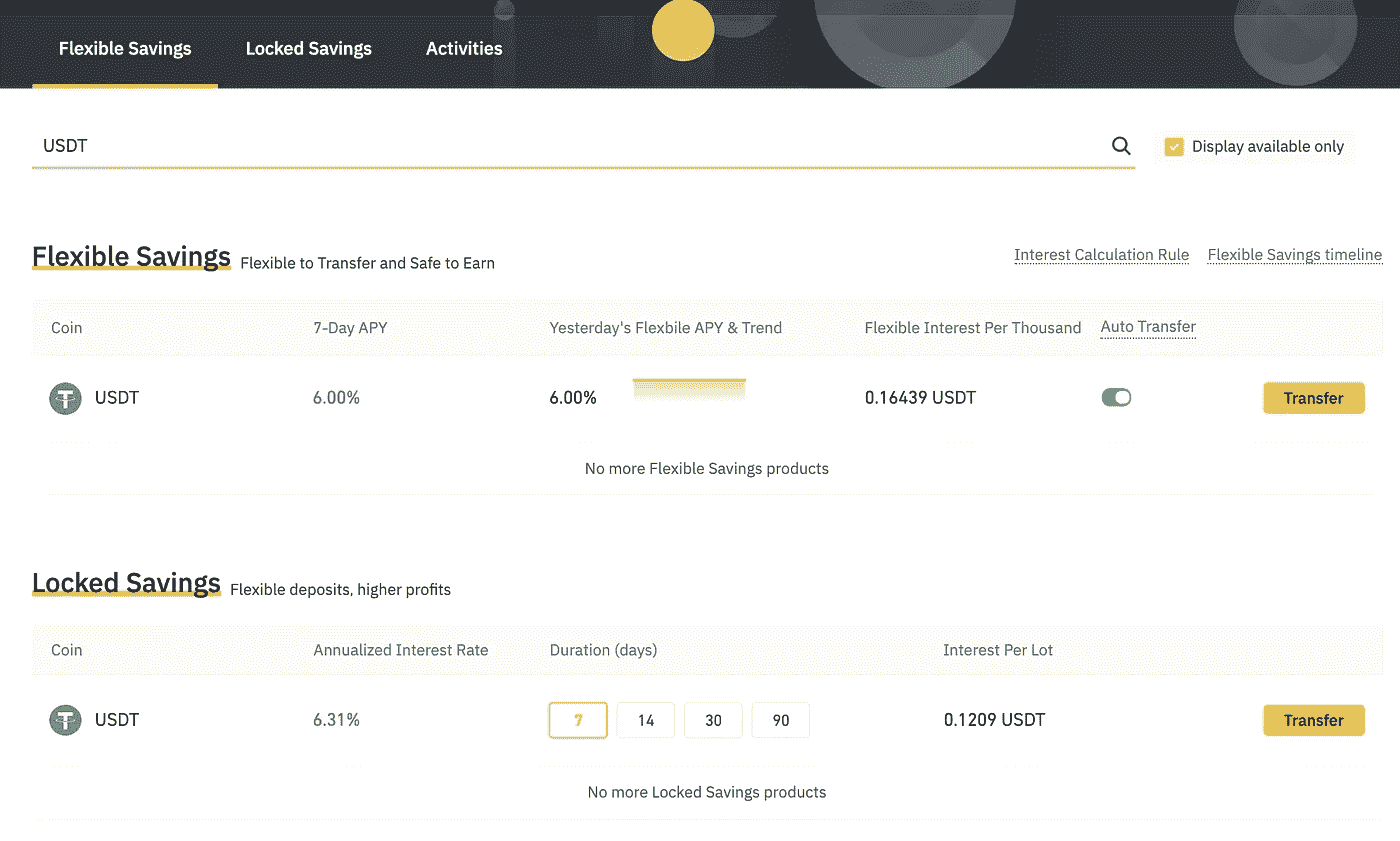 Flexible Savings Locked Savings Activities
USDT Display available only
Flexible Savings Flexible to Transfer and Safe to Earn Interest Calculation Rule Flexible Savings timeline
Coin 7-Day APY Yesterday's Flexbile APY & Trend Flexible Interest Per Thousand Auto Transfer
USDT 6.00% 6.00% 0.16439 USDT Transfer
No more Flexible Savings products
Locked Savings Flexible deposits, higher profits
Coin Annualized Interest Rate Duration (days) Interest Per Lot
USDT 6.31% 7 14 30 90 0.1209 USDT Transfer
No more Locked Savings products